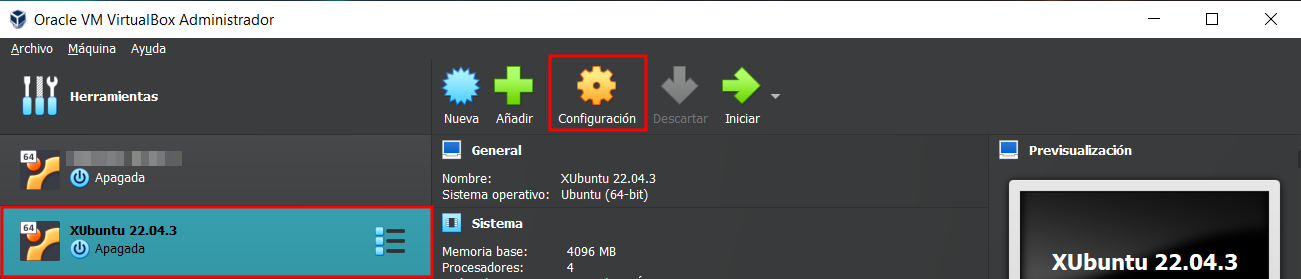 Oracle VM VirtualBox Administrador
Archivo Máquina Ayuda
Herramientas
Nueva Añadir Configuración Descartar Iniciar
64
Apagada
64
XUbuntu 22.04.3
Apagada
General
Nombre: XUbuntu 22.04.3
Sistema operativo: Ubuntu (64-bit)
Sistema
Memoria base: 4096 MB
Procesadores: 4
Previsualización
XUbuntu 22.04.3